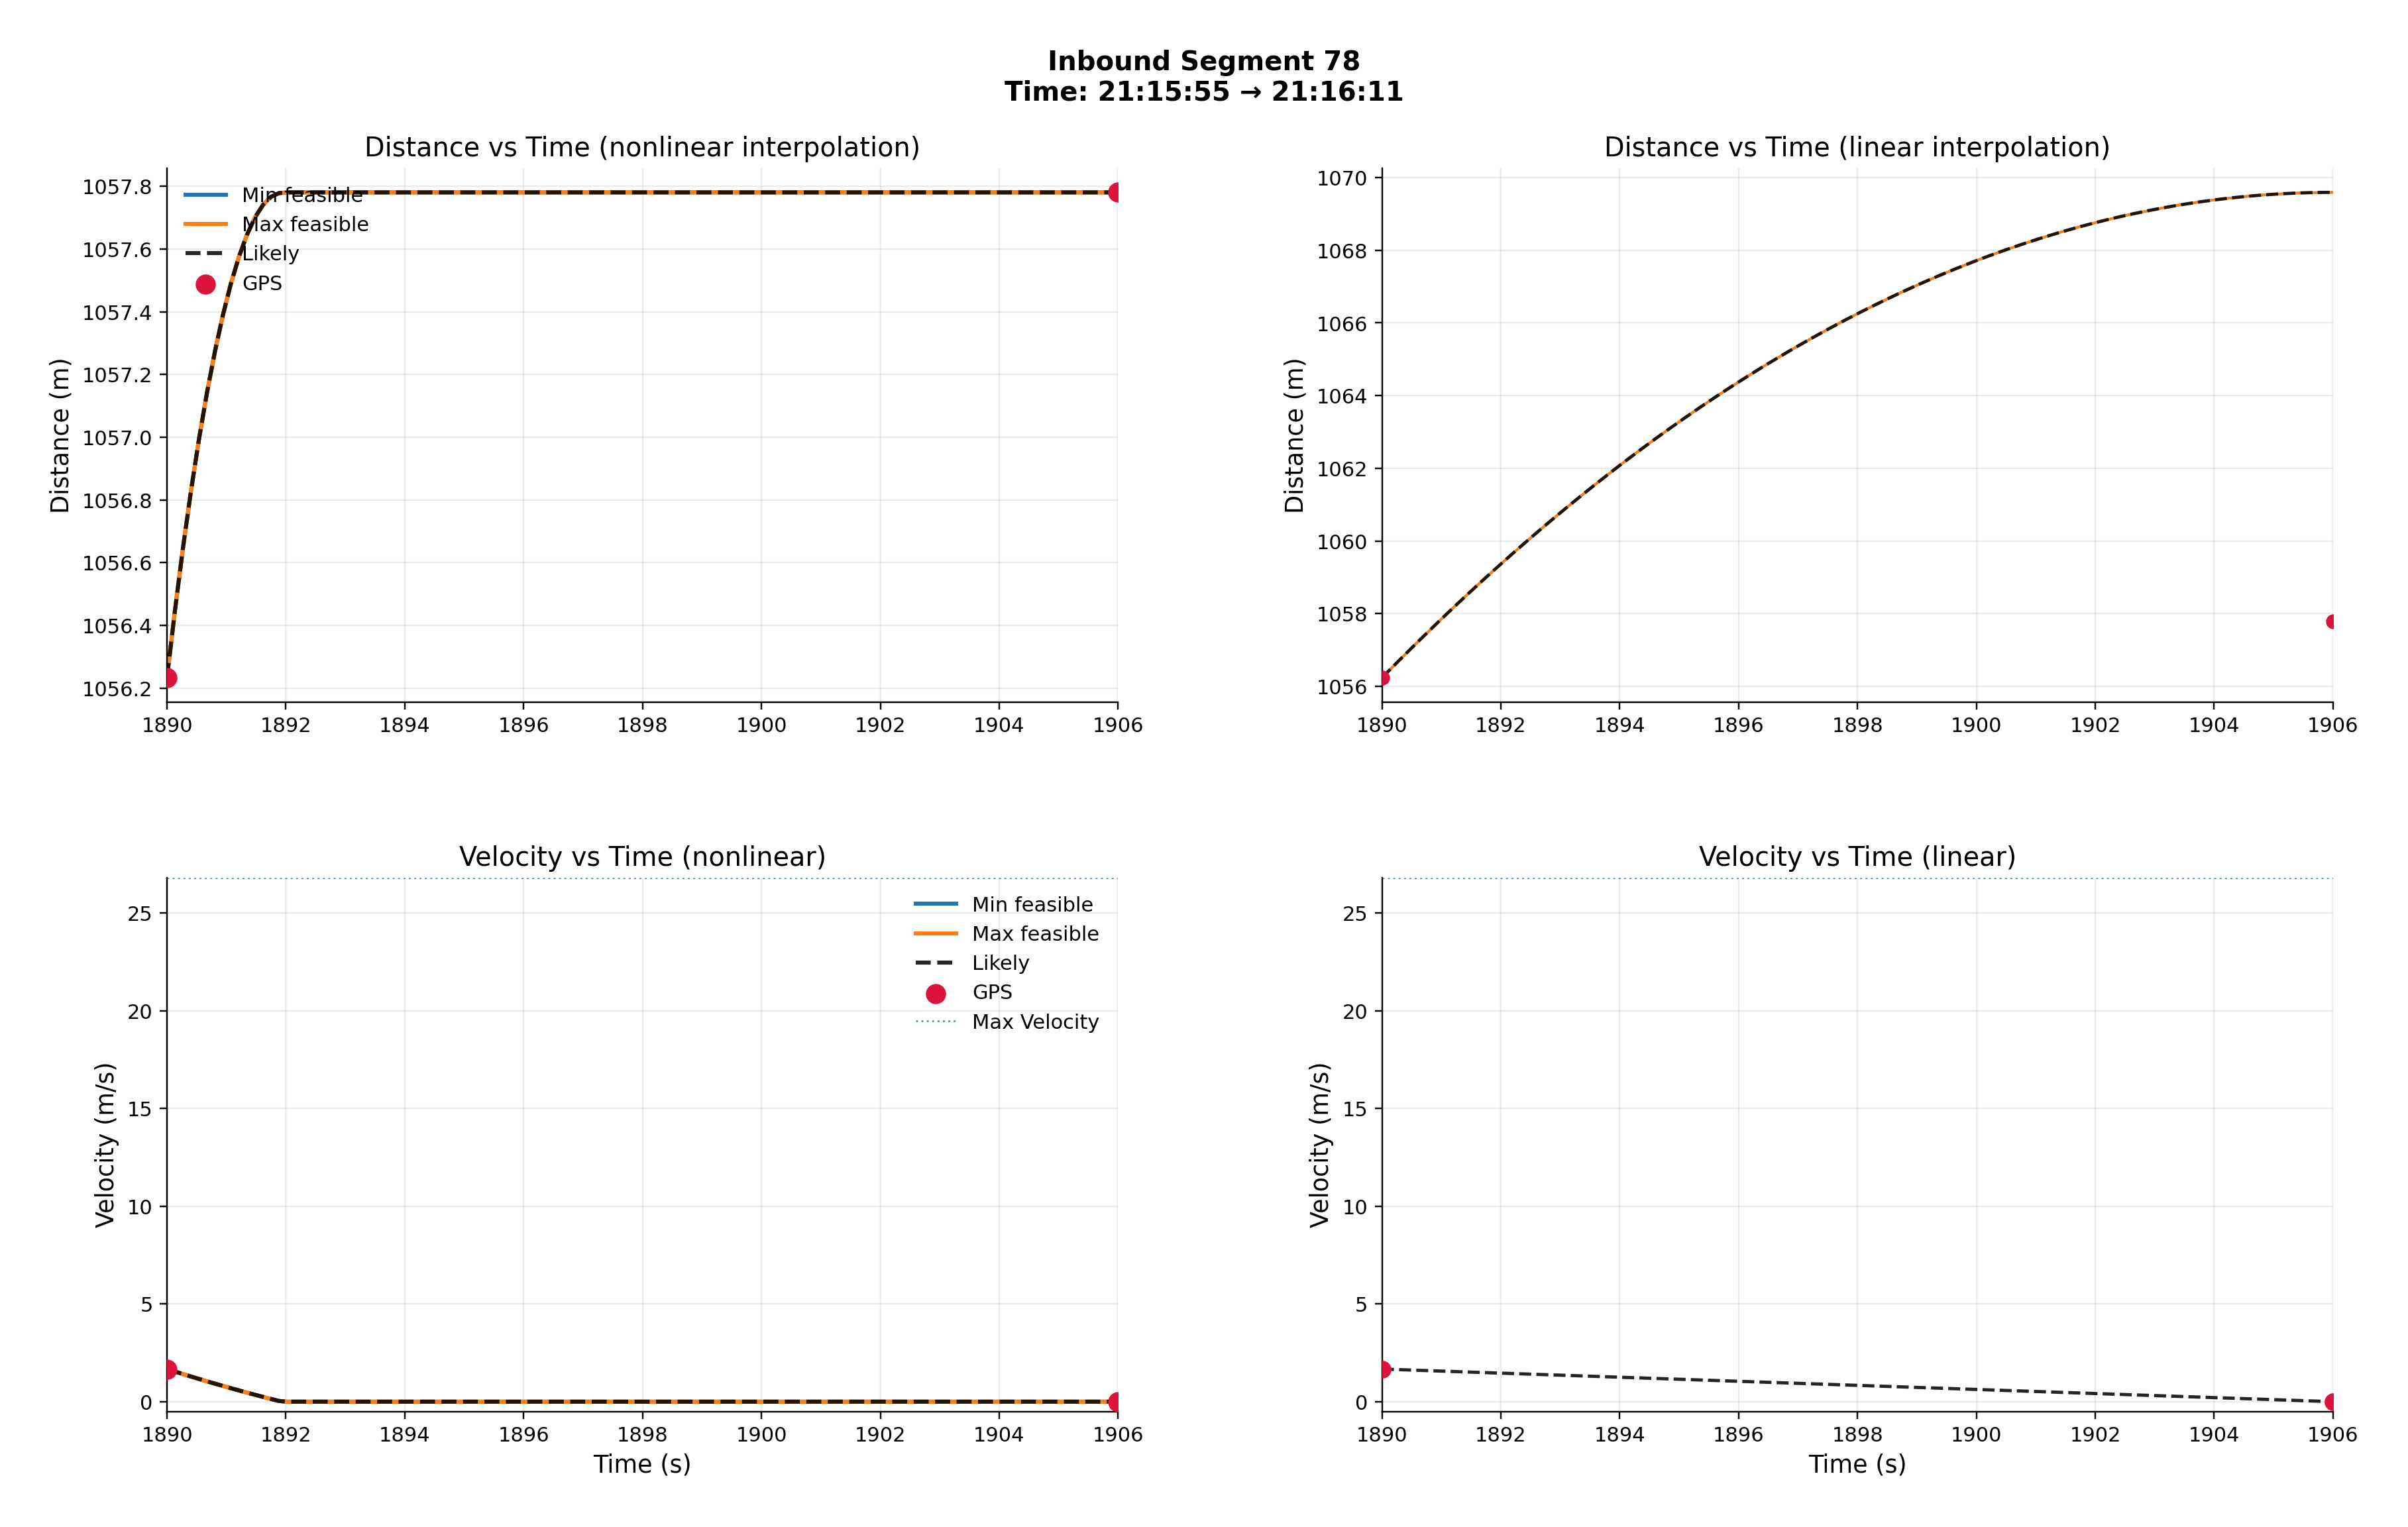 Inbound Segment 78
Time: 21:15:55 → 21:16:11
Distance vs Time (nonlinear interpolation)
Distance (m)
1057.8
1057.6
1057.4
1057.2
1057.0
1056.8
1056.6
1056.4
1056.2
Min feasible
Max feasible
Likely
GPS
1890 1892 1894 1896 1898 1900 1902 1904 1906
Distance vs Time (linear interpolation)
Distance (m)
1070
1068
1066
1064
1062
1060
1058
1056
1890 1892 1894 1896 1898 1900 1902 1904 1906
Velocity vs Time (nonlinear)
Velocity (m/s)
25
20
15
10
5
0
Min feasible
Max feasible
Likely
GPS
Max Velocity
1890 1892 1894 1896 1898 1900 1902 1904 1906
Time (s)
Velocity vs Time (linear)
Velocity (m/s)
25
20
15
10
5
0
1890 1892 1894 1896 1898 1900 1902 1904 1906
Time (s)